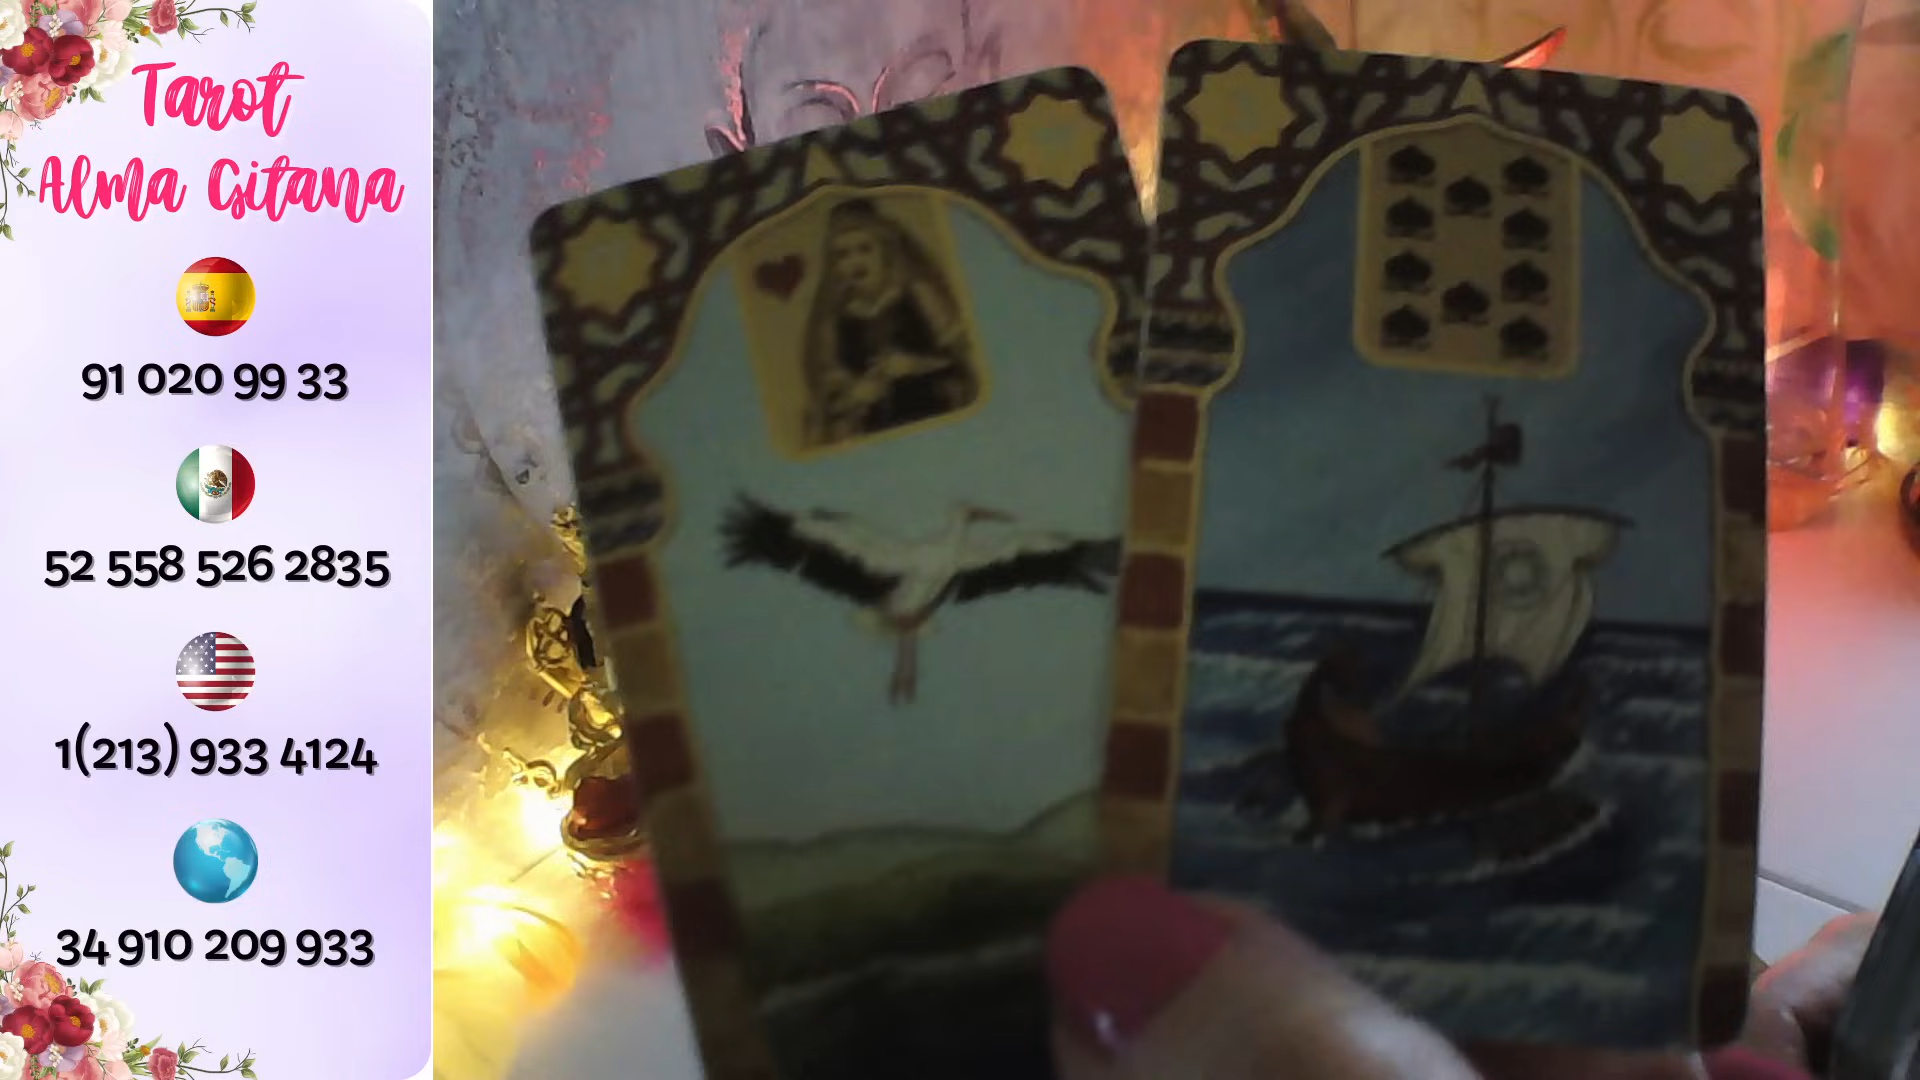 Tarot
Alma Gitana
91 020 99 33
52 558 526 2835
1(213) 933 4124
34 910 209 933